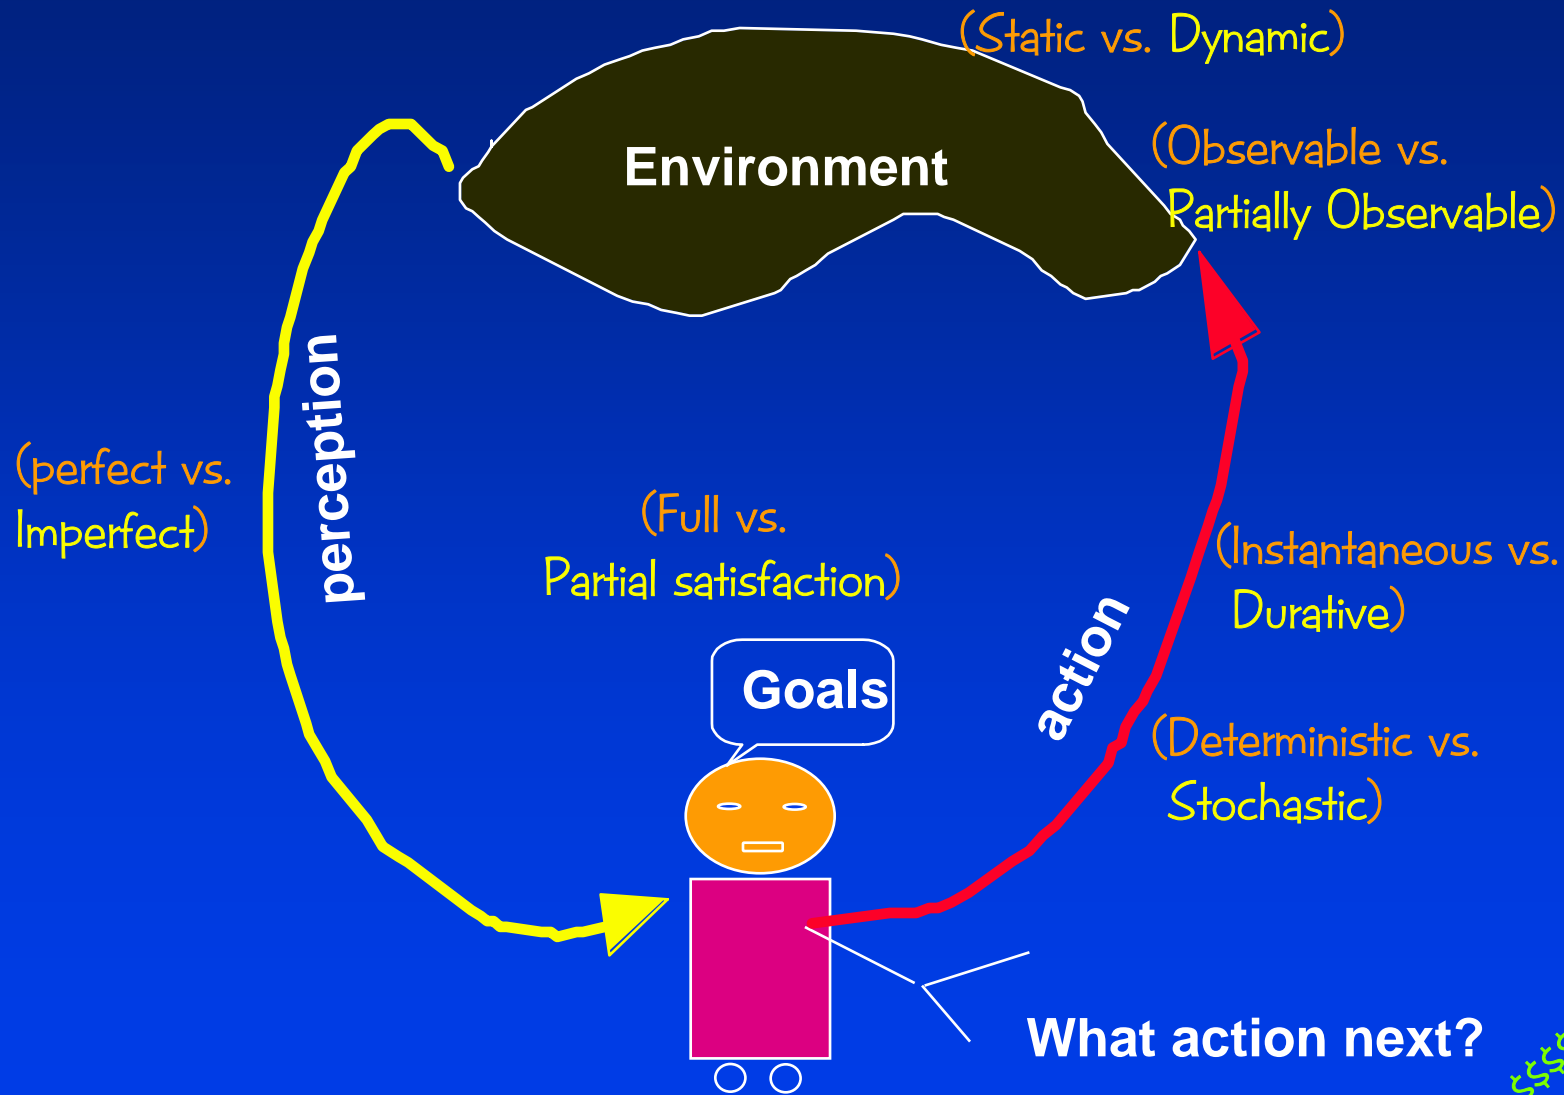 (Static vs. Dynamic)
Environment
(Observable vs.
Partially Observable)
perception
(perfect vs.
Imperfect)
(Full vs.
Partial satisfaction)
(Instantaneous vs.
Durative)
action
Goals
(Deterministic vs.
Stochastic)
What action next?